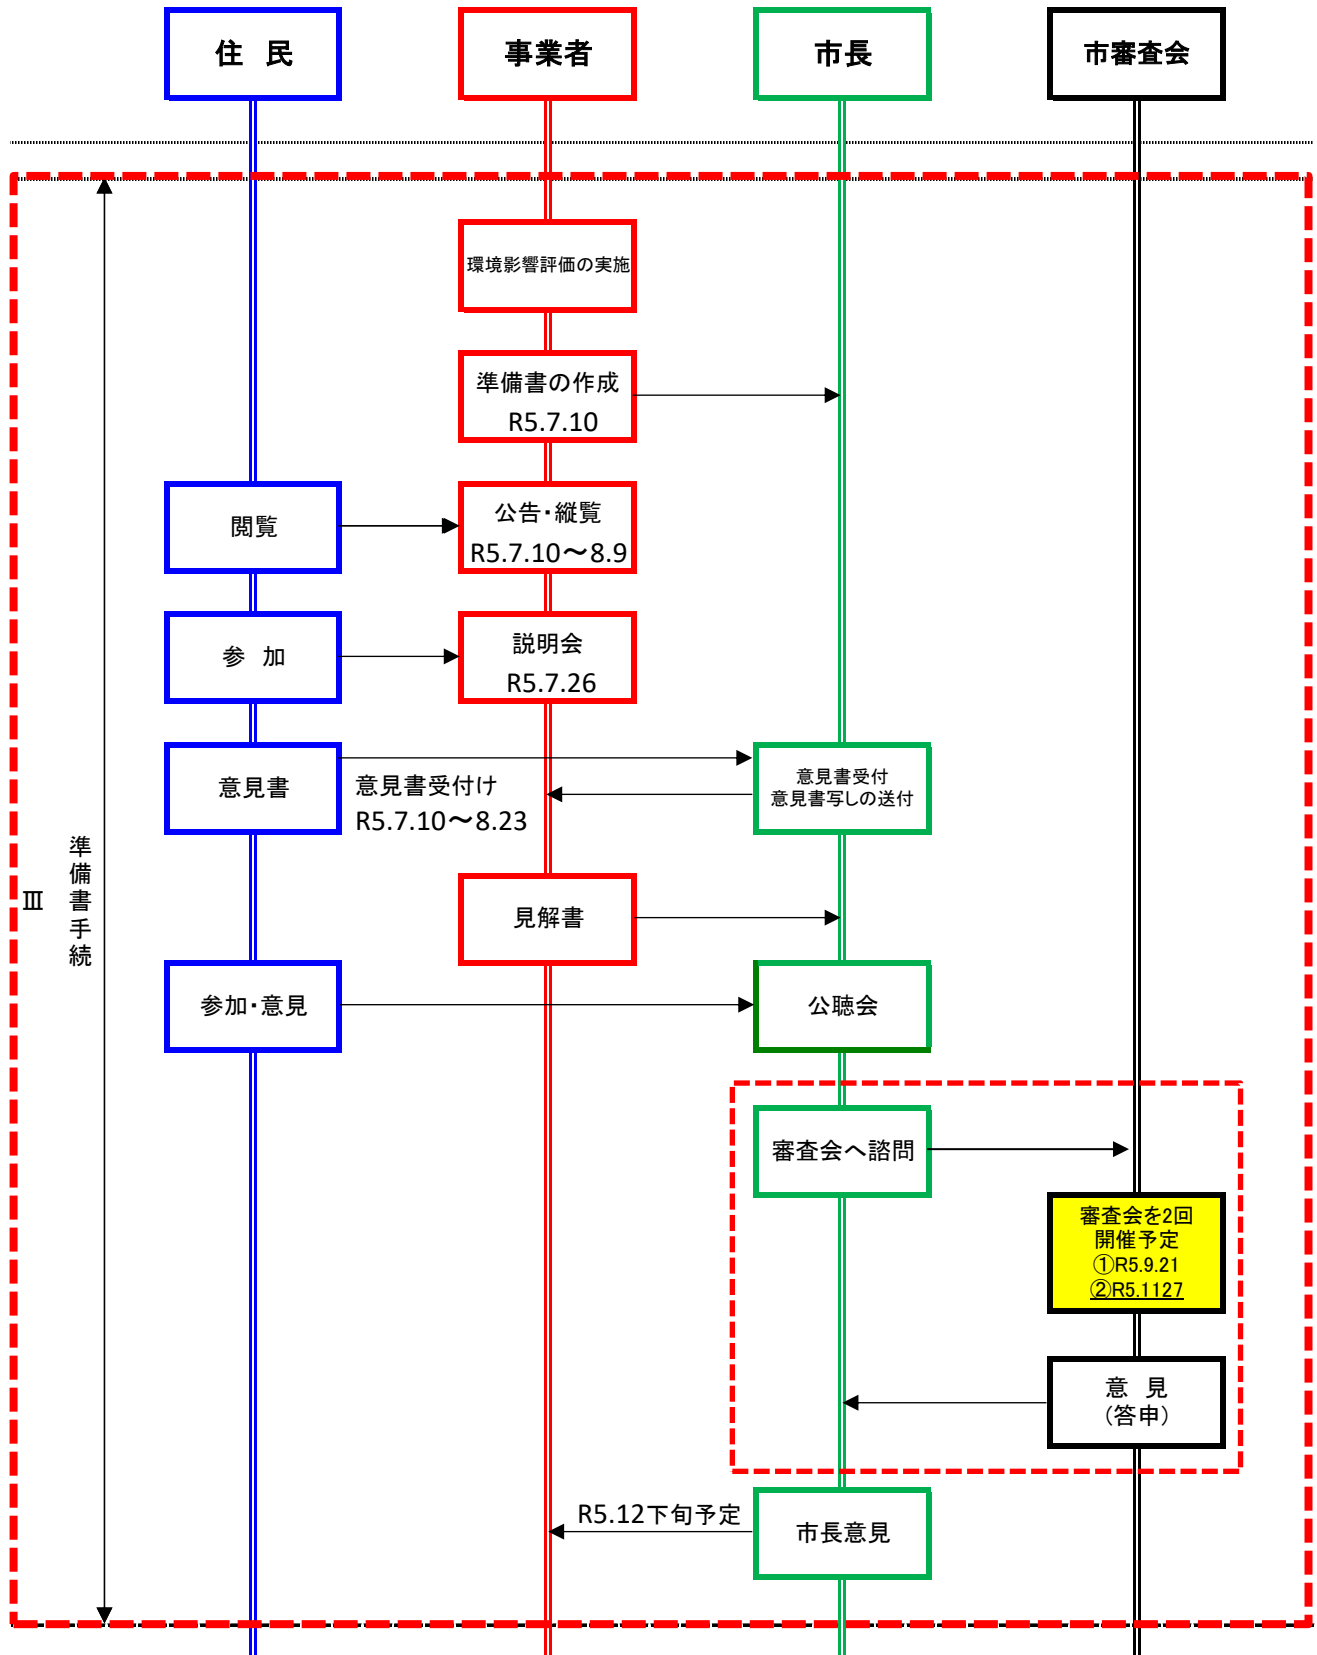 住　民
事業者
市長
市審査会
環境影響評価の実施
準備書の作成
R5.7.10
閲覧
公告・縦覧
R5.7.10～8.9
参　加
説明会
R5.7.26
意見書
意見書受付け
R5.7.10～8.23
意見書受付
意見書写しの送付
Ⅲ
準備書手続
見解書
参加・意見
公聴会
審査会へ諮問
審査会を2回
開催予定
①R5.9.21
②R5.1127
意　見
（答申）
R5.12下旬予定
市長意見